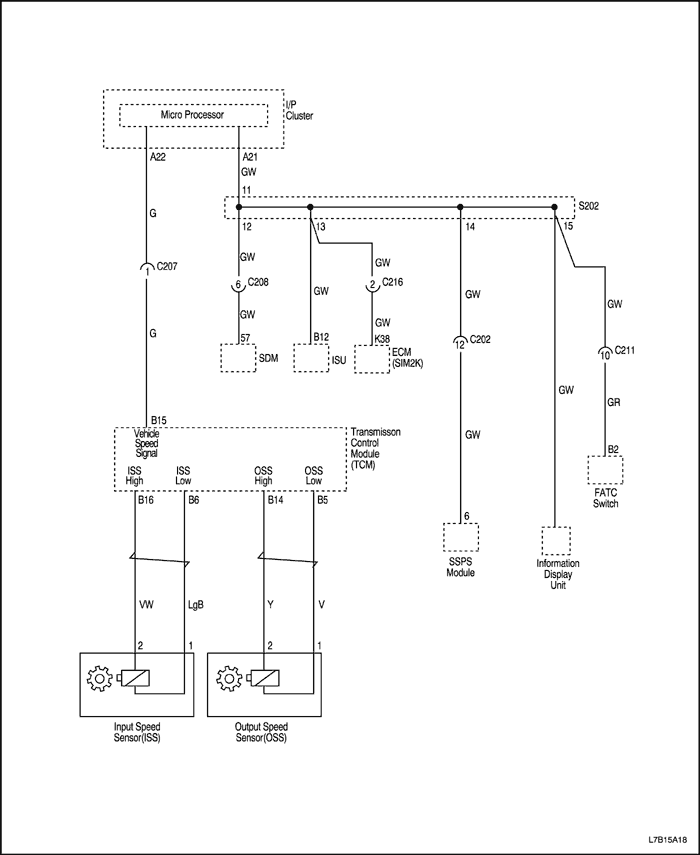 I/P
Cluster
Micro Processor
A22
A21
GW
11
S202
G
12
13
14
15
C207
1
GW
GW
C208
6
C216
2
GW
GW
GW
GW
C211
10
C202
12
G
GW
GW
57
B12
K38
SDM
ISU
ECM
(SIM2K)
GW
GR
B15
Vehicle
Speed
Signal
Transmisson
Control
Module
(TCM)
GW
B2
ISS
High
ISS
Low
OSS
High
OSS
Low
FATC
Switch
B16
B6
B14
B5
6
SSPS
Module
Information
Display
Unit
VW
LgB
Y
V
2
1
2
1
Input Speed
Sensor(ISS)
Output Speed
Sensor(OSS)
L7B15A18